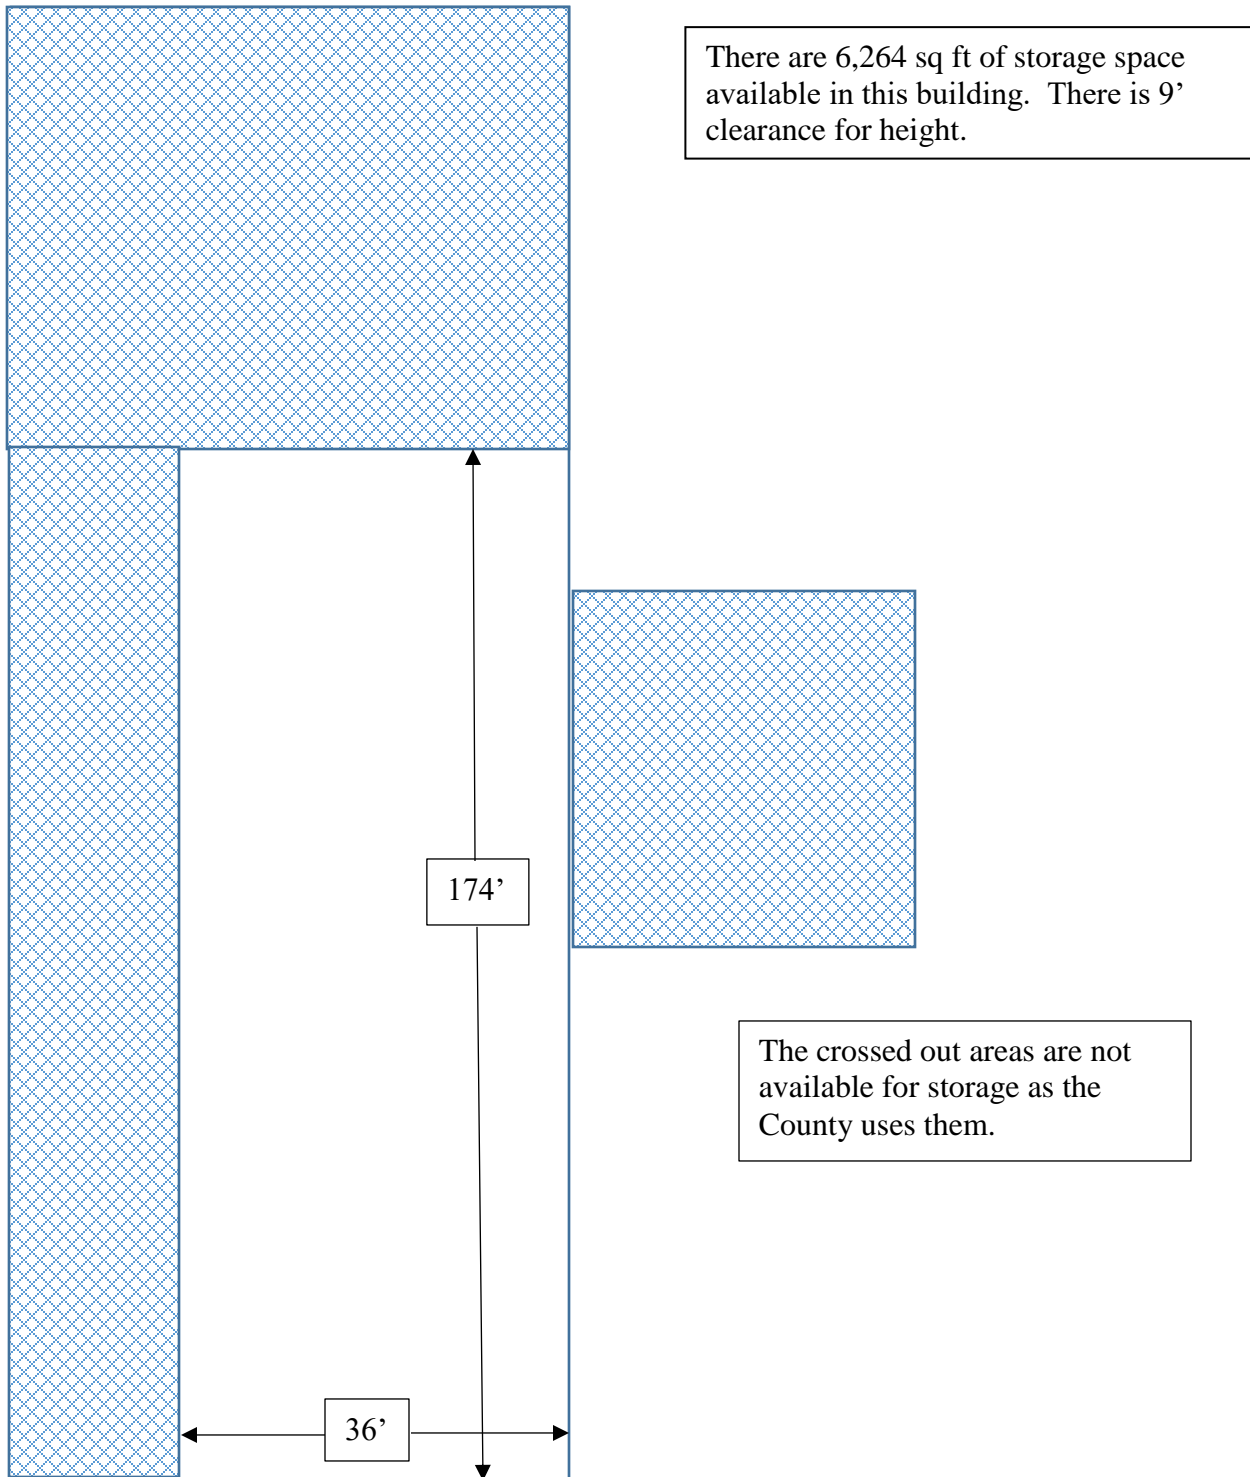 There are 6,264 sq ft of storage space
available in this building.  There is 9’
clearance for height.
174’
The crossed out areas are not
available for storage as the
County uses them.
36’